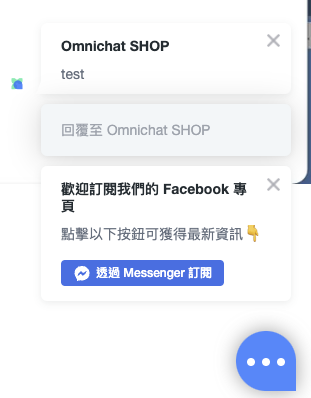 Omnichat SHOP
test
回覆至 Omnichat SHOP
歡迎訂閱我們的 Facebook 專
頁
點擊以下按鈕可獲得最新資訊👇
透過 Messenger 訂閱